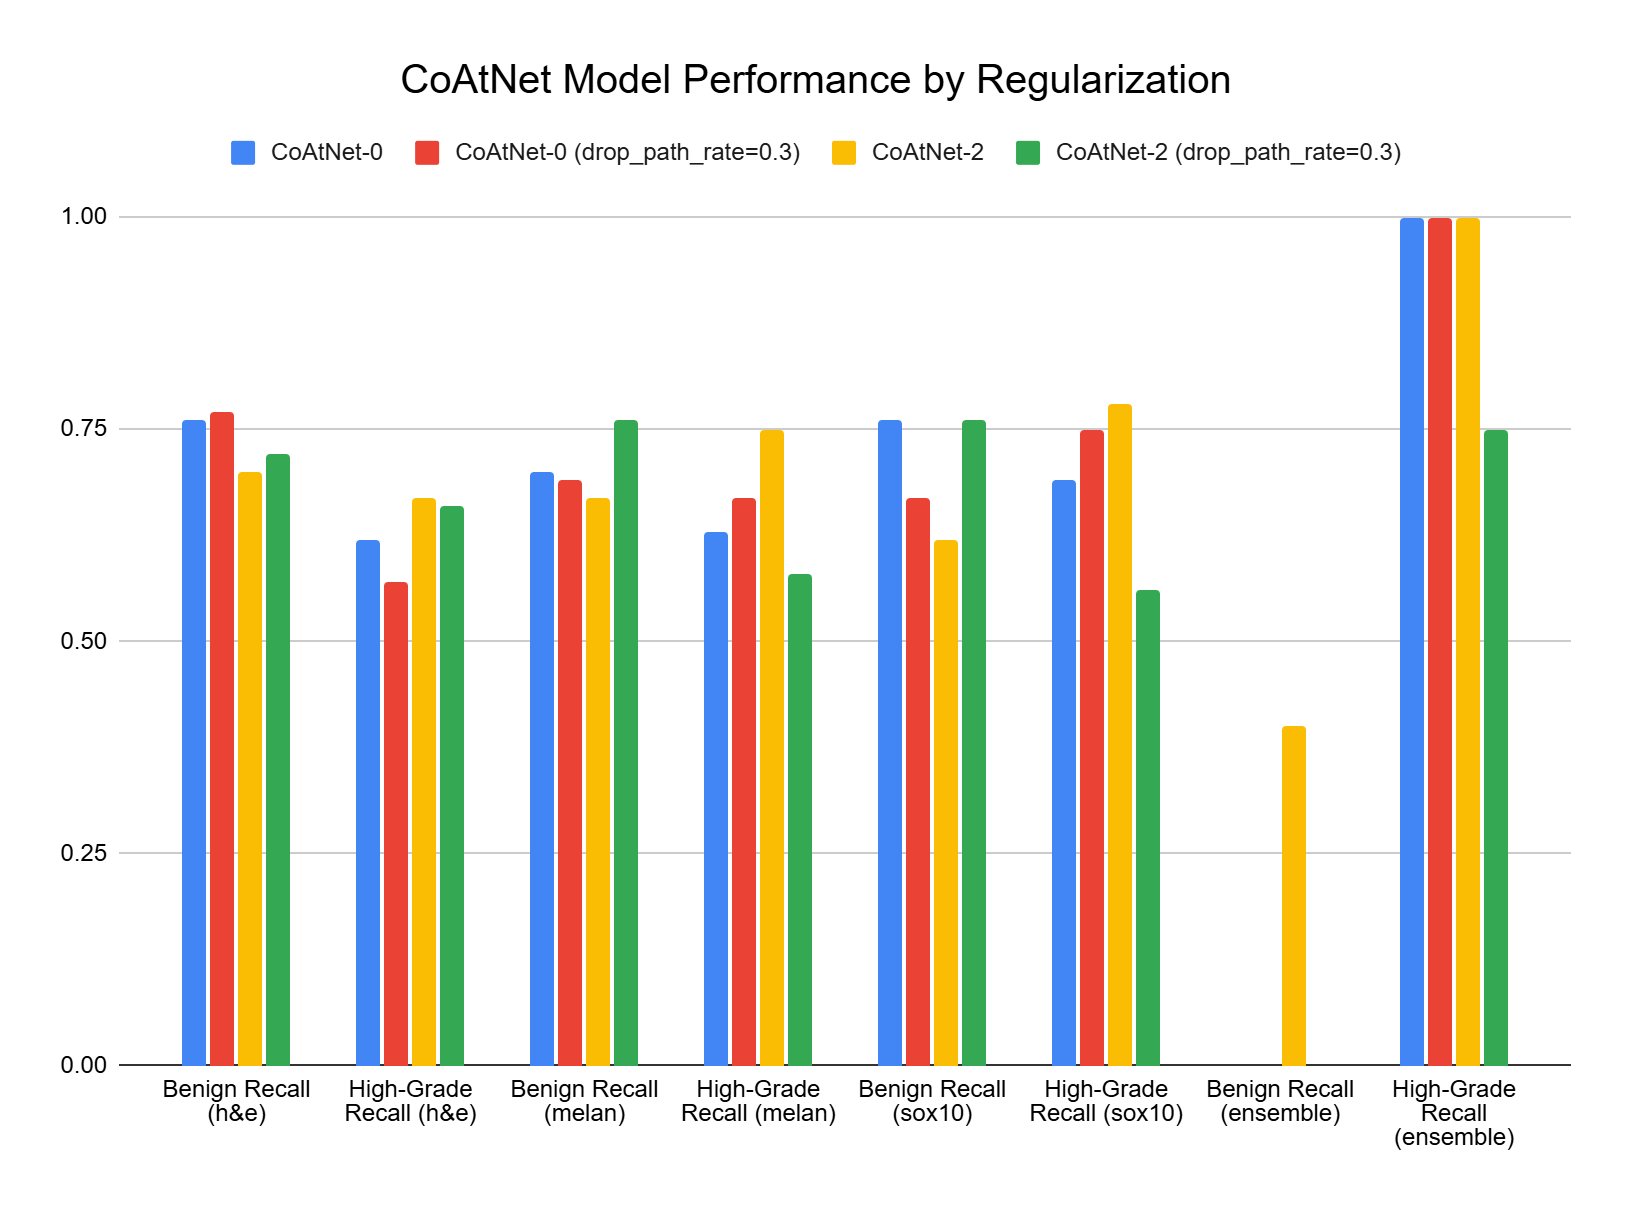 CoAtNet Model Performance by Regularization
CoAtNet-0 CoAtNet-0 (drop_path_rate=0.3) CoAtNet-2 CoAtNet-2 (drop_path_rate=0.3)
1.00
0.75
0.50
0.25
0.00
Benign Recall
(h&e)
High-Grade
Recall (h&e)
Benign Recall
(melan)
High-Grade
Recall (melan)
Benign Recall
(sox10)
High-Grade
Recall (sox10)
Benign Recall
(ensemble)
High-Grade
Recall
(ensemble)